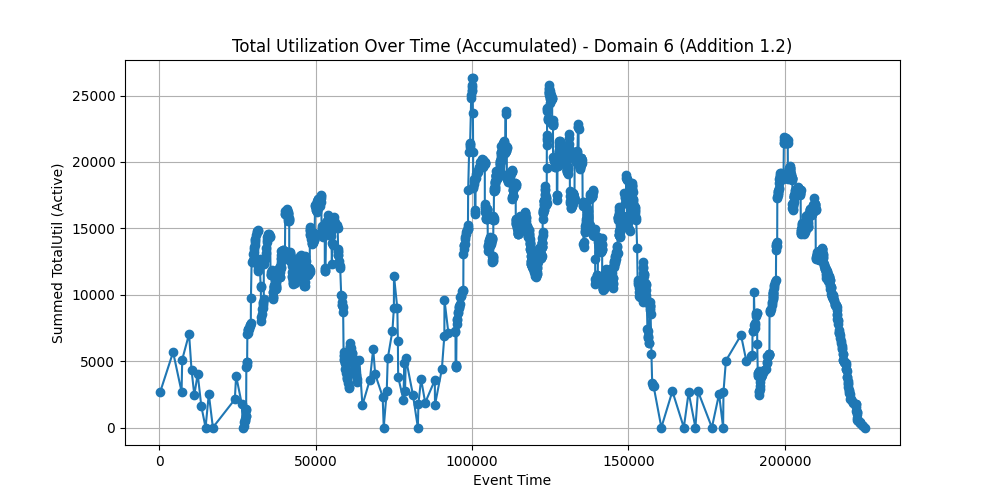 Total Utilization Over Time (Accumulated) - Domain 6 (Addition 1.2)
Summed TotalUtil (Active)
25000
20000
15000
10000
5000
0
0 50000 100000 150000 200000
Event Time